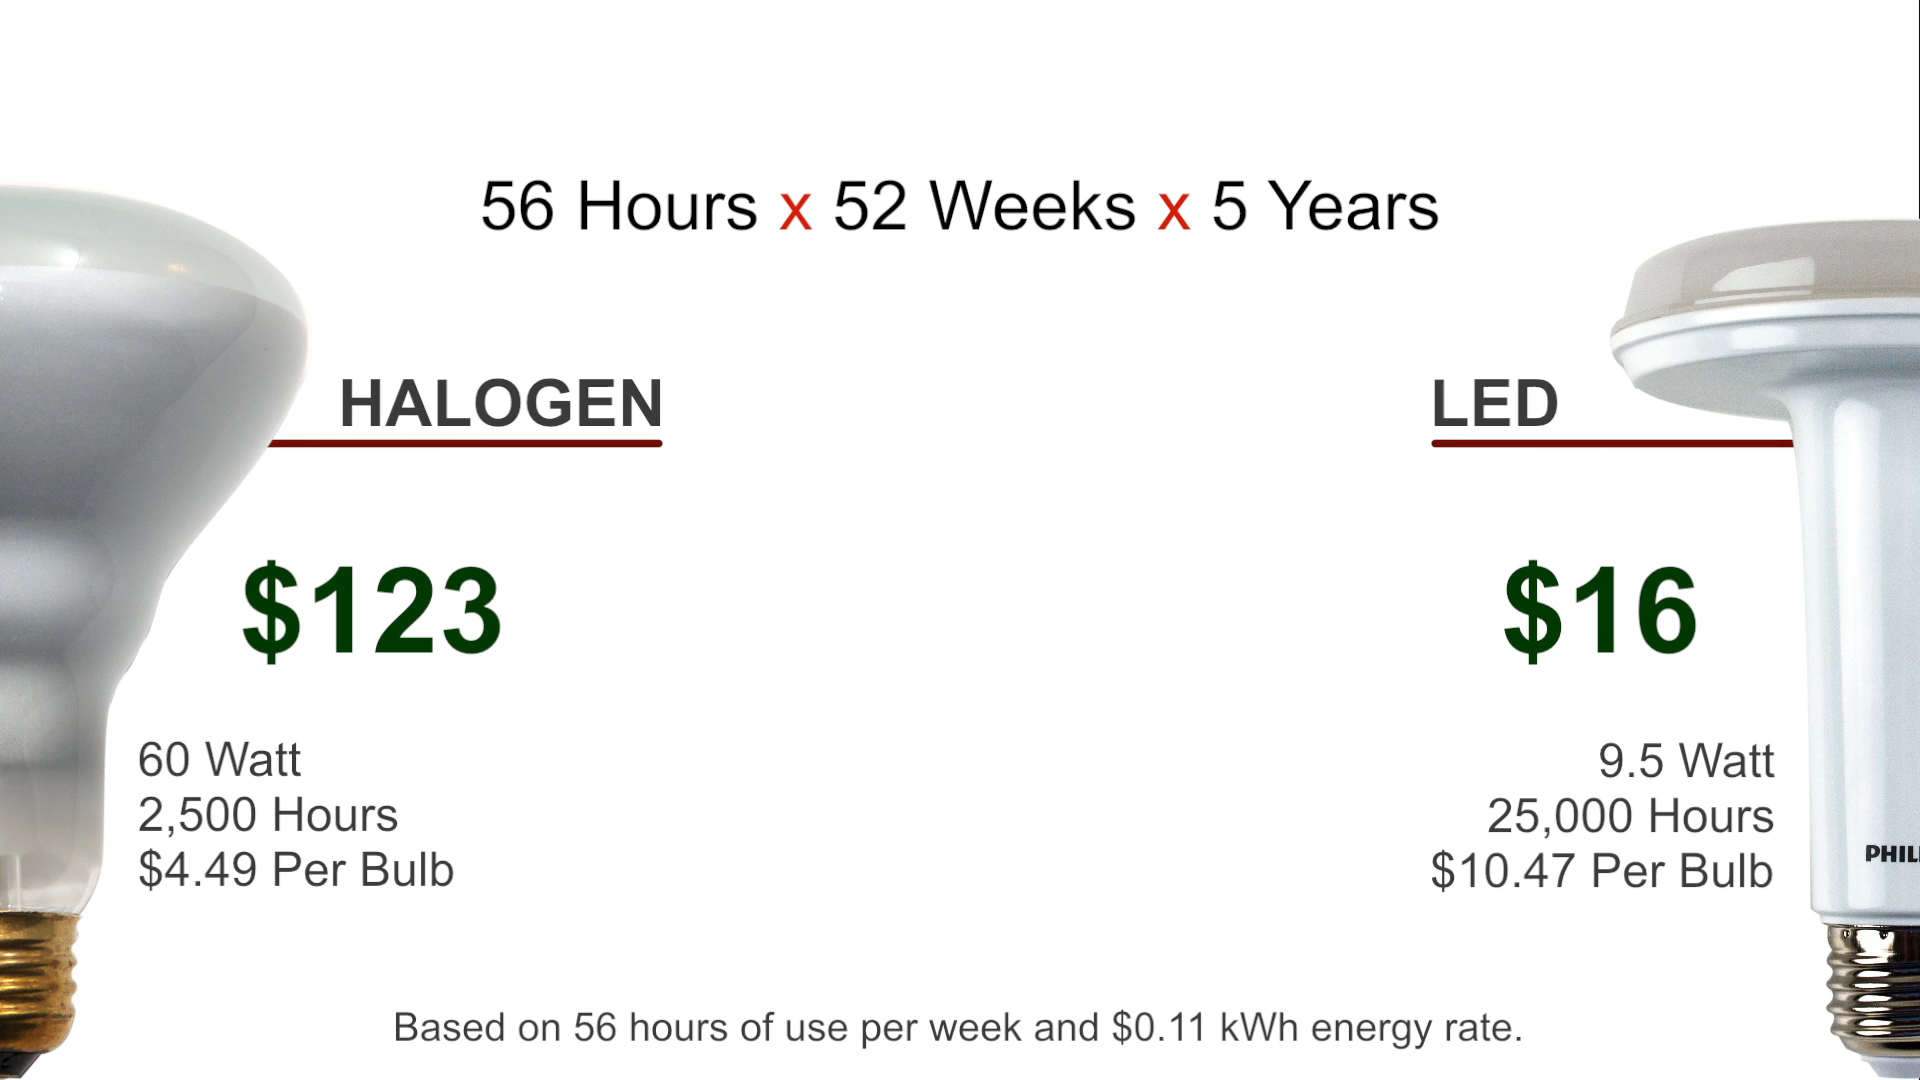 56 Hours x 52 Weeks x 5 Years
HALOGEN
LED
$123
$16
60 Watt
2,500 Hours
$4.49 Per Bulb
9.5 Watt
25,000 Hours
$10.47 Per Bulb
PHIL
Based on 56 hours of use per week and $0.11 kWh energy rate.